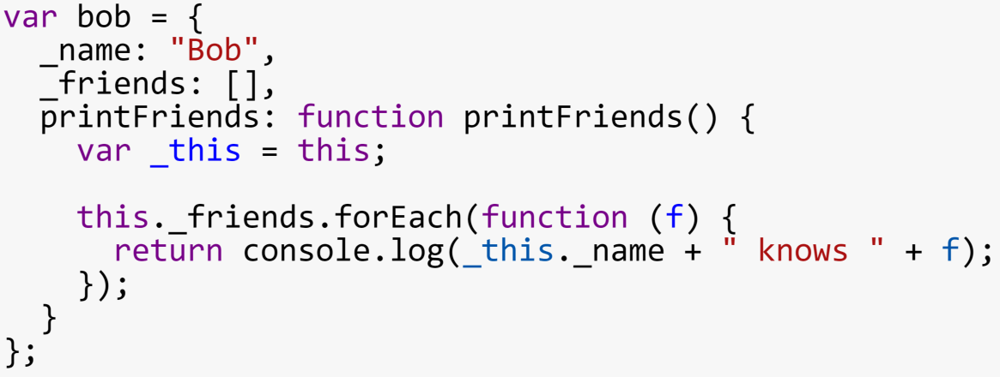 var bob = {
  _name: "Bob",
  _friends: [],
  printFriends: function printFriends() {
    var _this = this;

    this._friends.forEach(function (f) {
      return console.log(_this._name + " knows " + f);
    });
  }
};